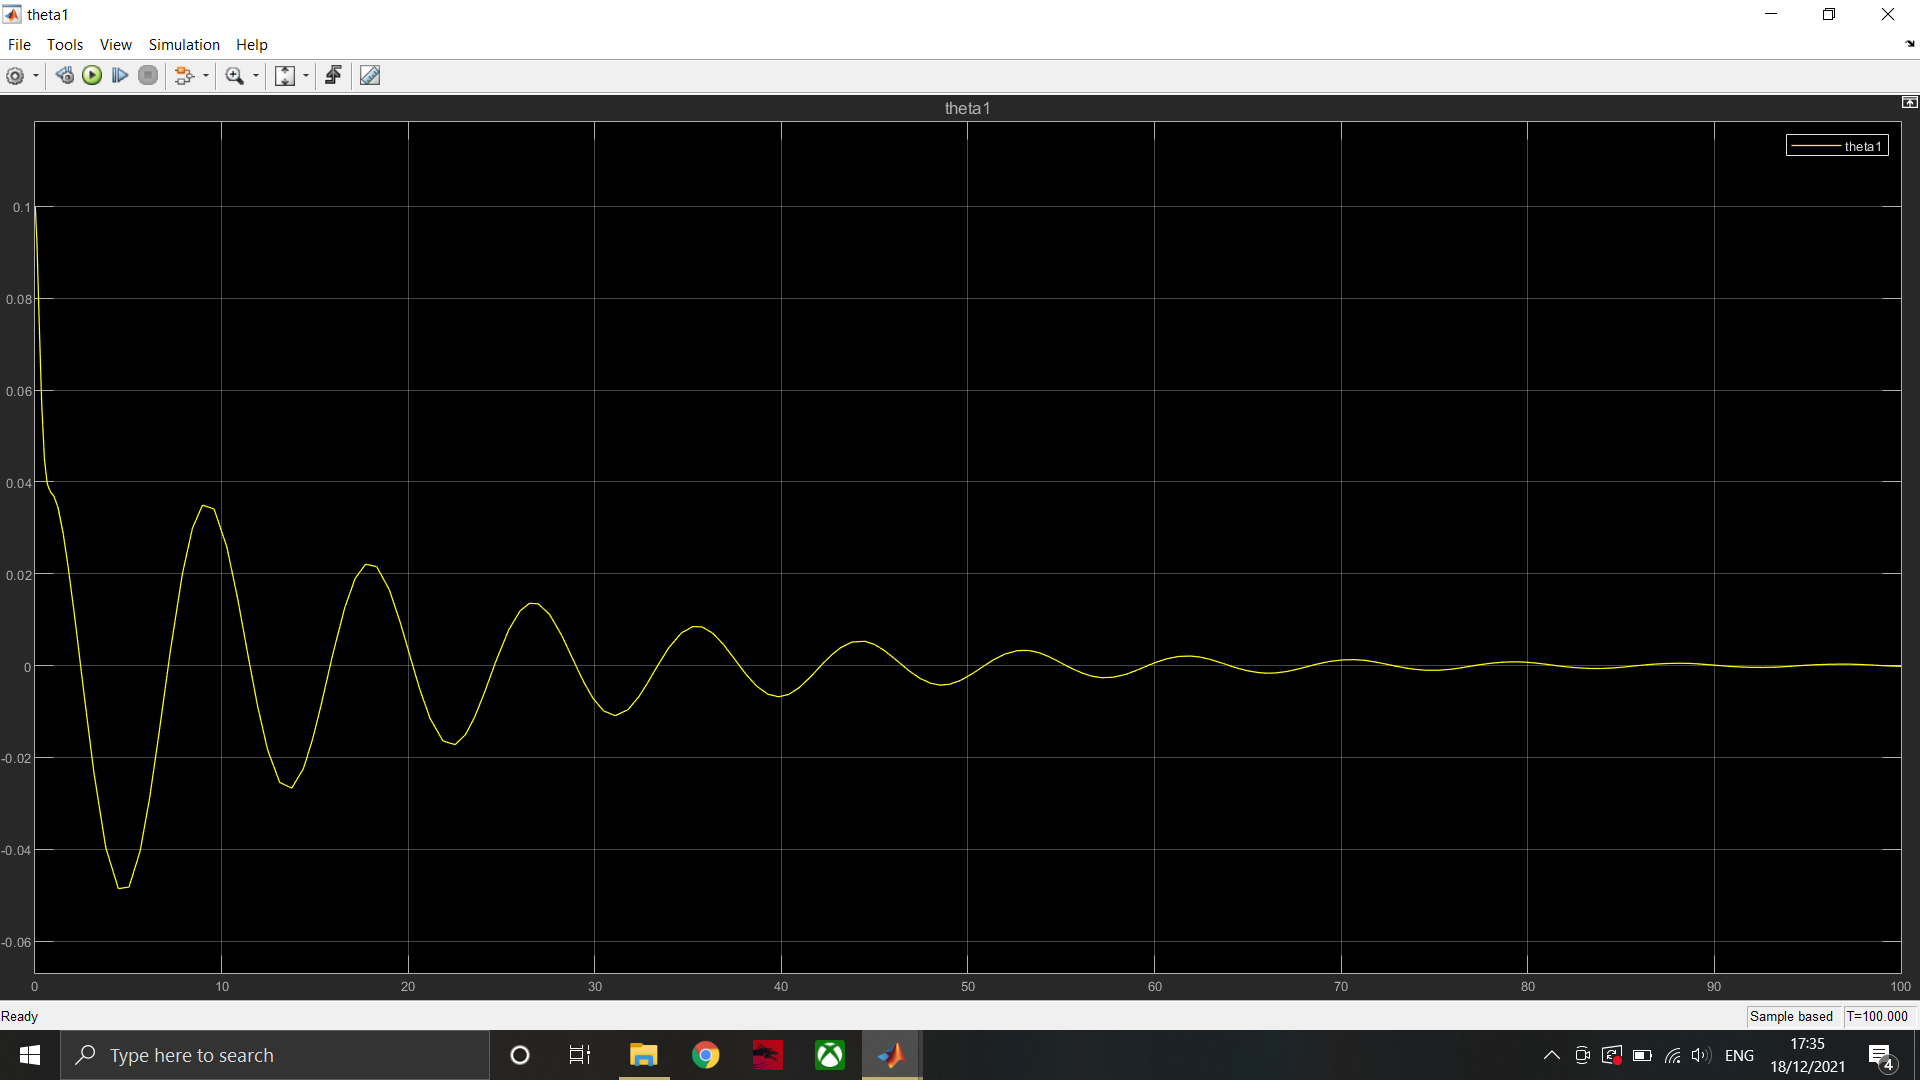 theta1
File Tools View Simulation Help
theta1
theta1
0.1
0.08
0.06
0.04
0.02
0
-0.02
-0.04
-0.06
0 10 20 30 40 50 60 70 80 90 100
Ready
Sample based T=100.000
Type here to search
ENG
17:35
18/12/2021
4